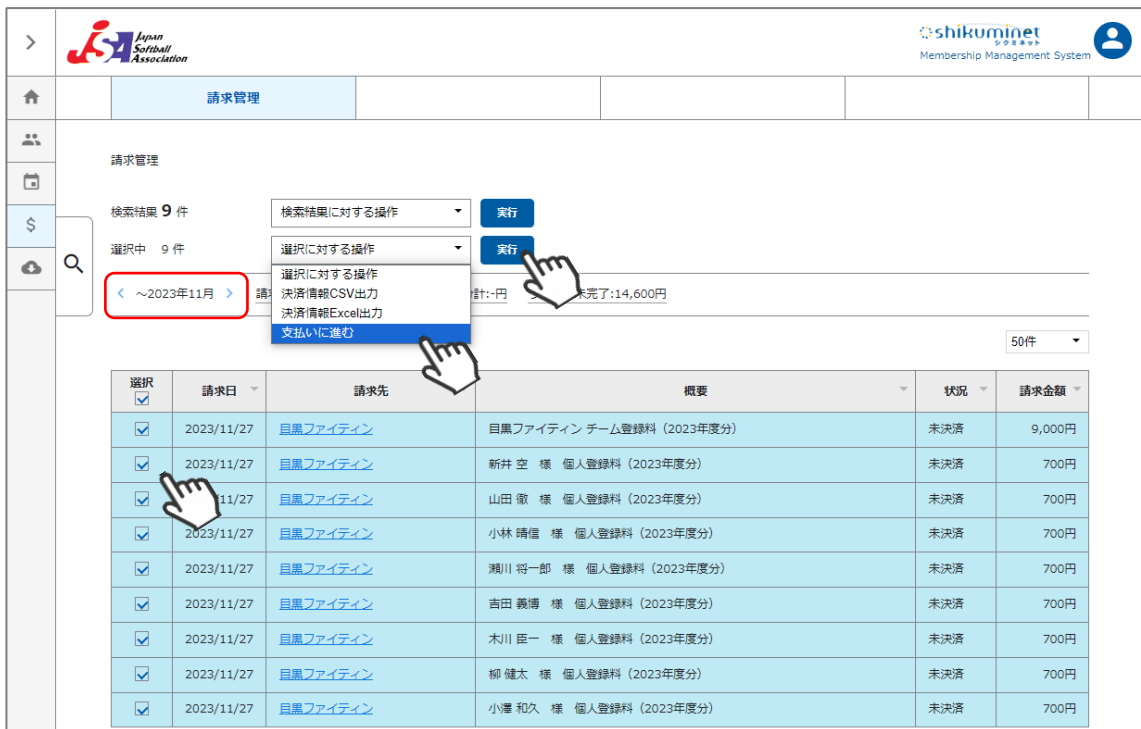 Japan
Softball
Association
JSA
shikuminet
シクミネット
Membership Management System
請求管理
請求管理
検索結果 9 件
検索結果に対する操作
実行
選択中 9 件
選択に対する操作
実行
選択に対する操作
決済情報CSV出力
決済情報Excel出力
支払いに進む
～2023年11月
請
計:-円
未完了:14,600円
50件
選択 請求日 請求先 概要 状況 請求金額
2023/11/27 目黒ファイティン 目黒ファイティン チーム登録料（2023年度分） 未決済 9,000円
2023/11/27 目黒ファイティン 新井 空 様 個人登録料（2023年度分） 未決済 700円
11/27 目黒ファイティン 山田 徹 様 個人登録料（2023年度分） 未決済 700円
2023/11/27 目黒ファイティン 小林 晴信 様 個人登録料（2023年度分） 未決済 700円
2023/11/27 目黒ファイティン 瀬川 将一郎 様 個人登録料（2023年度分） 未決済 700円
2023/11/27 目黒ファイティン 吉田 義博 様 個人登録料（2023年度分） 未決済 700円
2023/11/27 目黒ファイティン 木川 臣一 様 個人登録料（2023年度分） 未決済 700円
2023/11/27 目黒ファイティン 柳 健太 様 個人登録料（2023年度分） 未決済 700円
2023/11/27 目黒ファイティン 小澤 和久 様 個人登録料（2023年度分） 未決済 700円